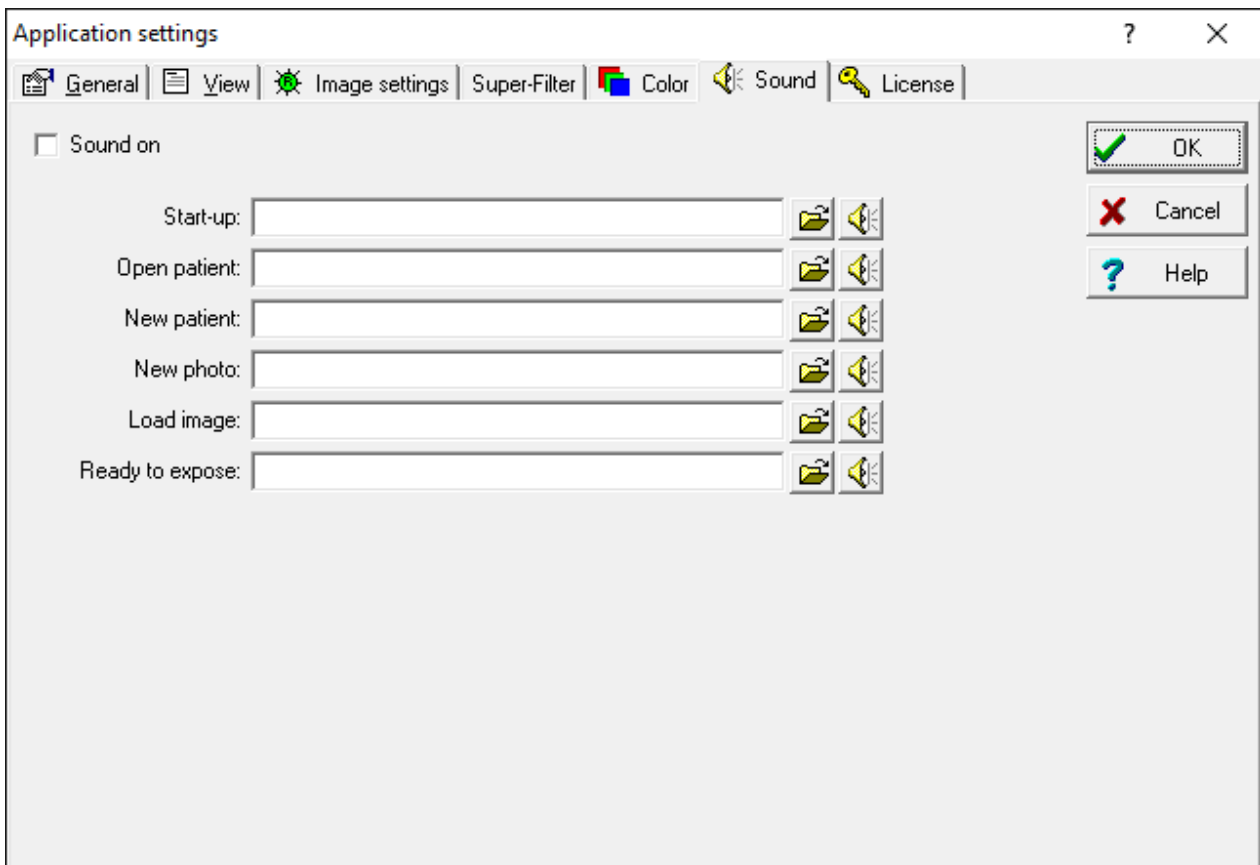 Application settings ?
General View Image settings Super-Filter Color Sound License
Sound on
OK
Start-up:
Cancel
Open patient:
Help
New patient:
New photo:
Load image:
Ready to expose: